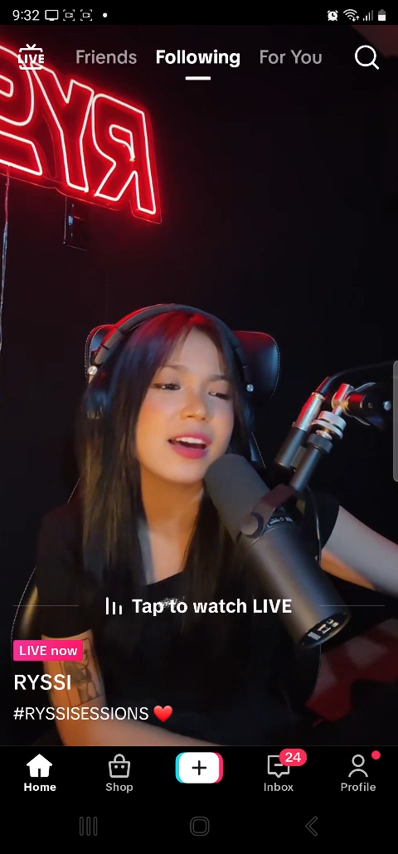 9:32
LIVE
Friends
Following
For You
RYS
Tap to watch LIVE
LIVE now
RYSSI
#RYSSISESSIONS ❤️
Home
Shop
24
Inbox
Profile